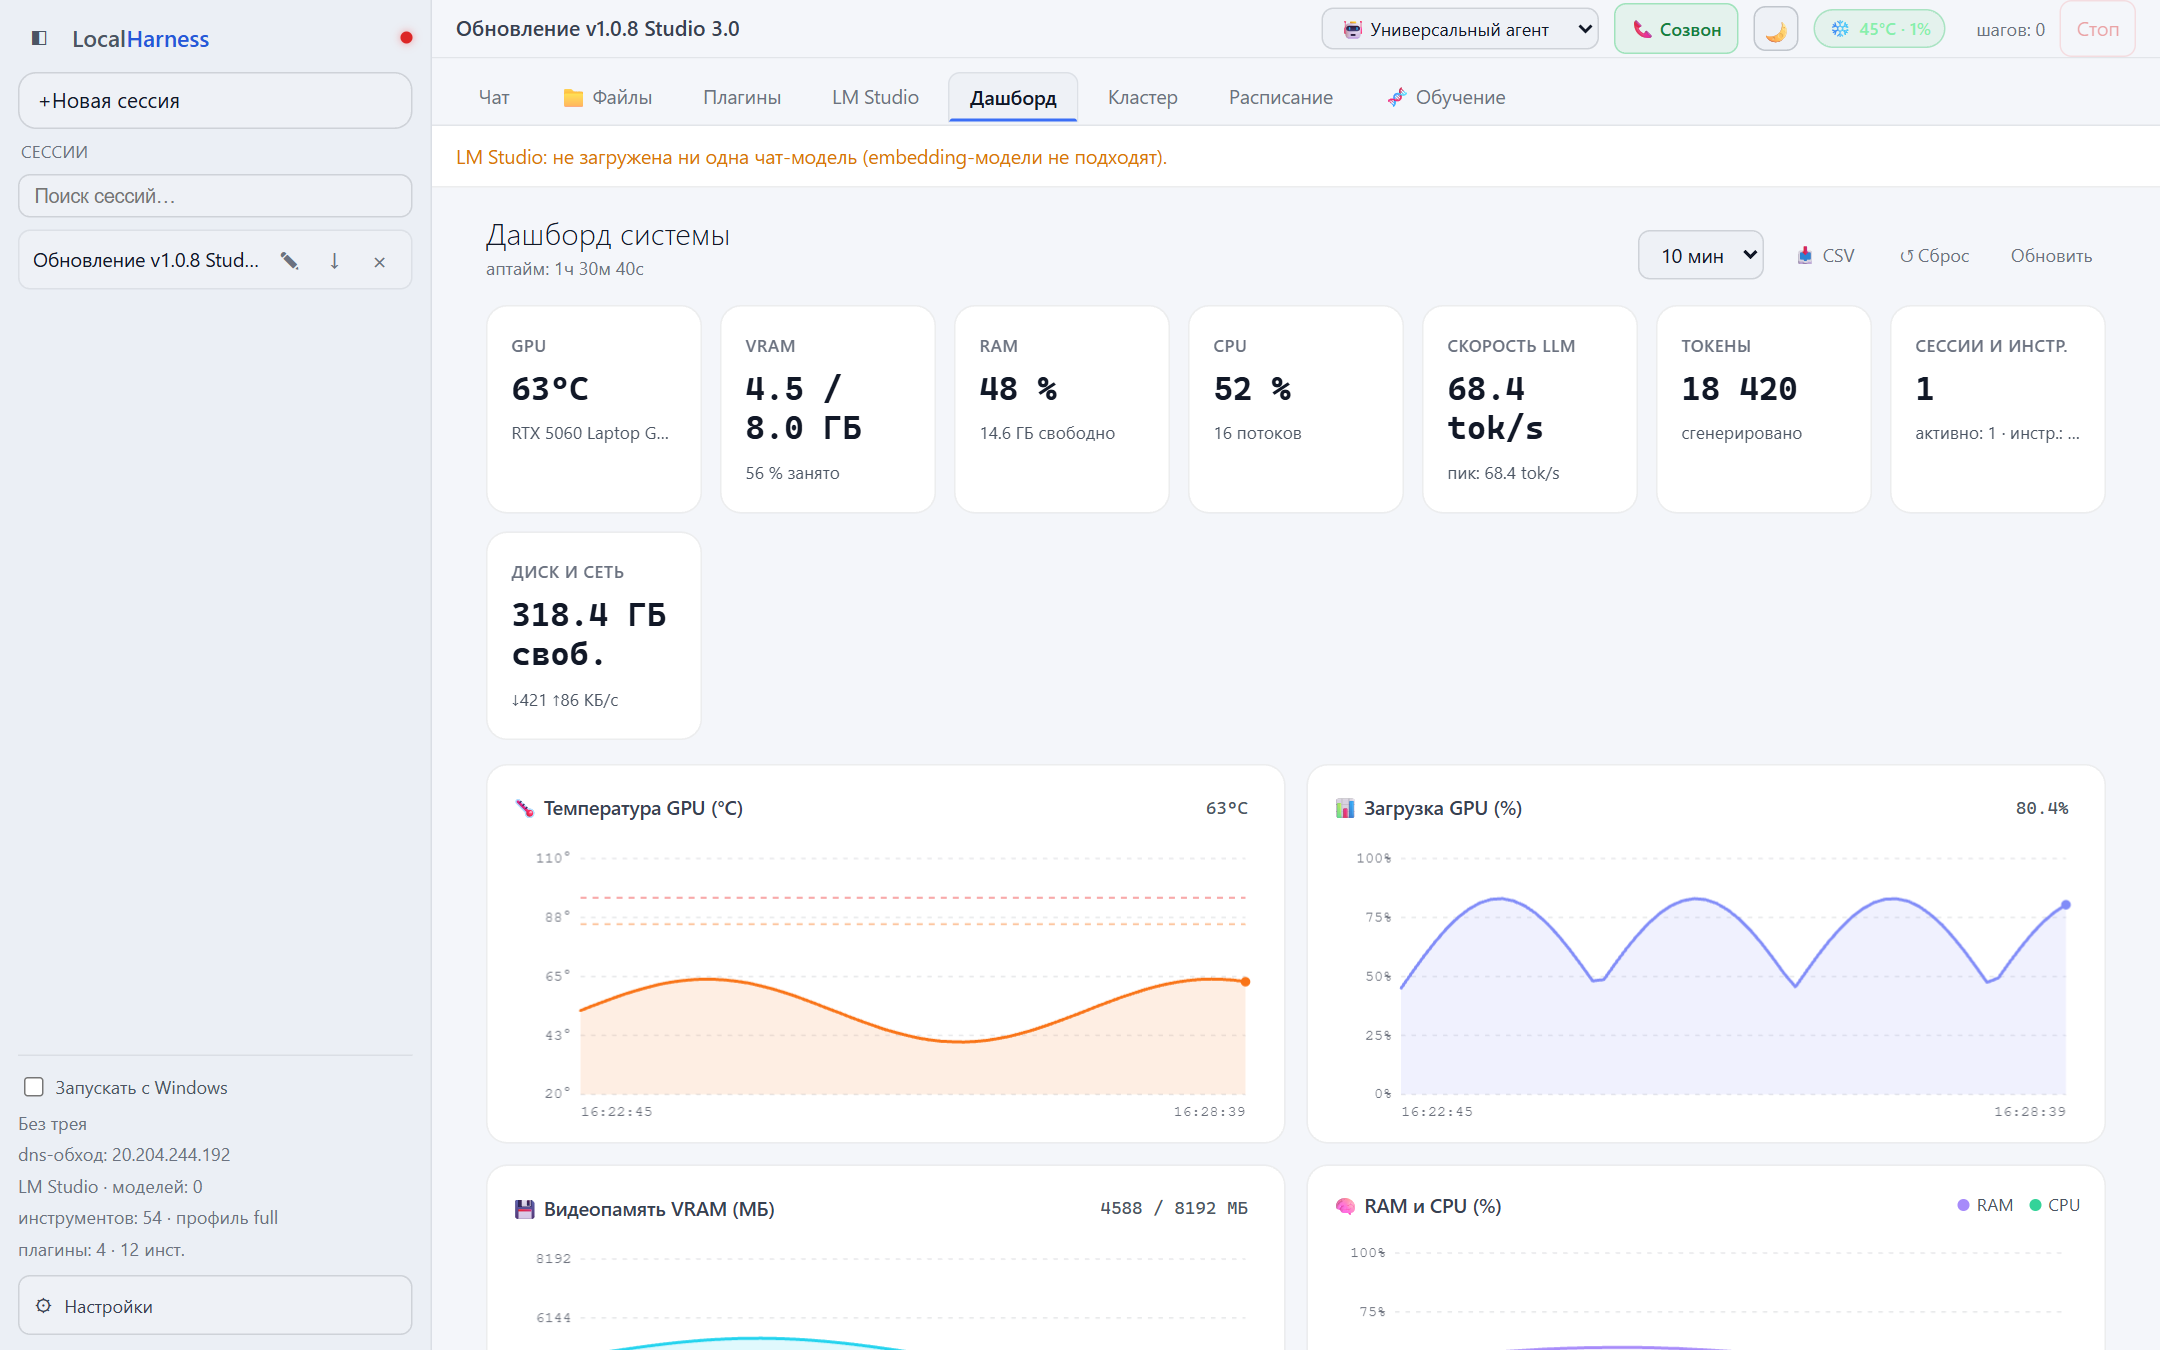 LocalHarness
+Новая сессия
СЕССИИ
Поиск сессий…
Обновление v1.0.8 Stud...
Запускать с Windows
Без трея
dns-обход: 20.204.244.192
LM Studio · моделей: 0
инструментов: 54 · профиль full
плагины: 4 · 12 инст.
Настройки
Обновление v1.0.8 Studio 3.0
Универсальный агент
Созвон
45°C · 1%
шагов: 0
Стоп
Чат
Файлы
Плагины
LM Studio
Дашборд
Кластер
Расписание
Обучение
LM Studio: не загружена ни одна чат-модель (embedding-модели не подходят).
Дашборд системы
аптайм: 1ч 30м 40с
10 мин
CSV
↺ Сброс
Обновить
GPU
63°C
RTX 5060 Laptop G...
VRAM
4.5 /
8.0 ГБ
56 % занято
RAM
48 %
14.6 ГБ свободно
CPU
52 %
16 потоков
СКОРОСТЬ LLM
68.4
tok/s
пик: 68.4 tok/s
ТОКЕНЫ
18 420
сгенерировано
СЕССИИ И ИНСТР.
1
активно: 1 · инстр.: ...
ДИСК И СЕТЬ
318.4 ГБ
своб.
↓421 ↑86 КБ/с
Температура GPU (°C)
63°C
110°
88°
65°
43°
20°
16:22:45
16:28:39
Загрузка GPU (%)
80.4%
100%
75%
50%
25%
0%
16:22:45
16:28:39
Видеопамять VRAM (МБ)
4588 / 8192 МБ
8192
6144
RAM и CPU (%)
RAM
CPU
100%
75%